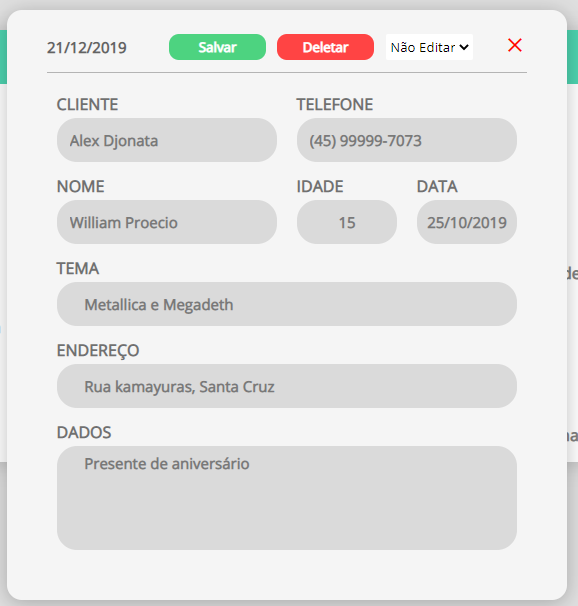 21/12/2019 Salvar Deletar Não Editar
CLIENTE TELEFONE
Alex Djonata (45) 99999-7073
NOME IDADE DATA
William Proecio 15 25/10/2019
TEMA
Metallica e Megadeth
ENDEREÇO
Rua kamayuras, Santa Cruz
DADOS
Presente de aniversário